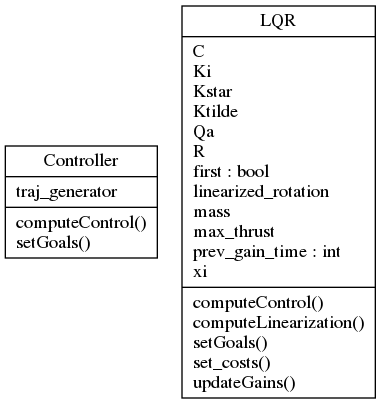 Controller
traj_generator
computeControl()
setGoals()
LQR
C
Ki
Kstar
Ktilde
Qa
R
first : bool
linearized_rotation
mass
max_thrust
prev_gain_time : int
xi
computeControl()
computeLinearization()
setGoals()
set_costs()
updateGains()